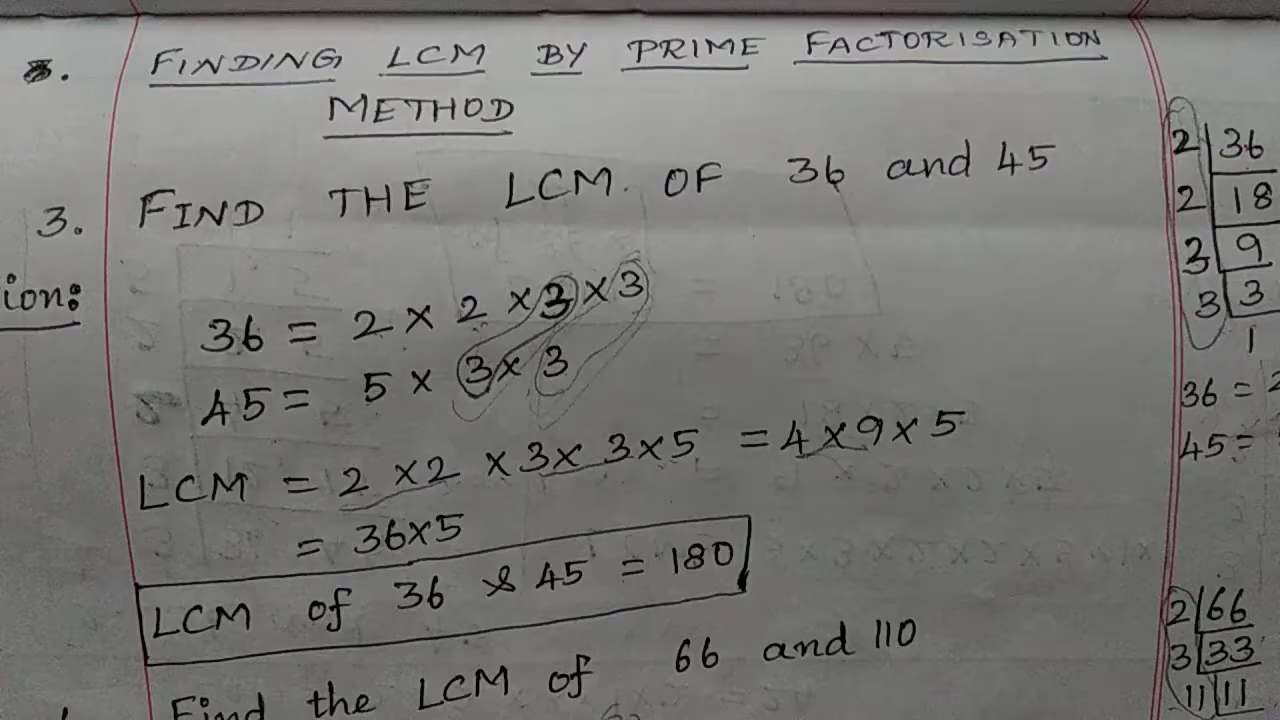 FINDING LCM BY PRIME FACTORISATION
METHOD
3. FIND THE LCM. OF 36 and 45
ion:
36 = 2 × 2 × 3 × 3
45 = 5 × 3 × 3
LCM = 2 × 2 × 3 × 3 × 5 = 4 × 9 × 5
= 36 × 5
LCM of 36 & 45 = 180
Find the LCM of 66 and 110
2 36
2 18
3 9
3 3
1
36 = 2
45 =
2 66
3 33
11 11